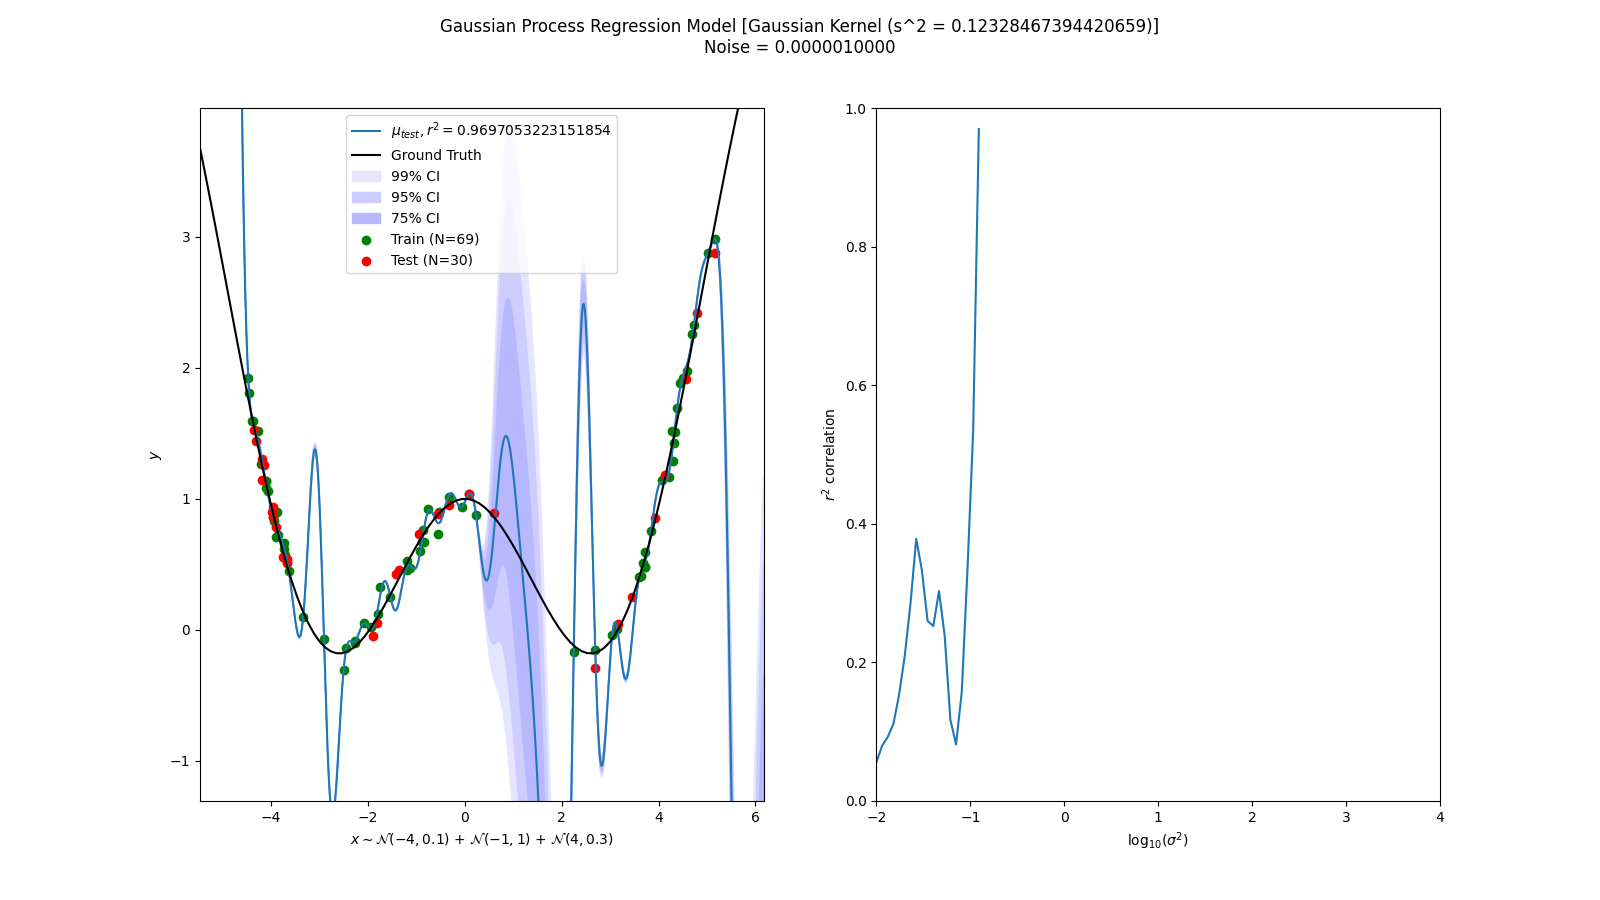 Gaussian Process Regression Model [Gaussian Kernel (s^2 = 0.12328467394420659)]
Noise = 0.0000010000
μ_test, r² = 0.9697053223151854
Ground Truth
99% CI
95% CI
75% CI
Train (N=69)
Test (N=30)
y
3
2
1
0
−1
−4 −2 0 2 4 6
x ~ 𝒩(−4, 0.1) + 𝒩(−1, 1) + 𝒩(4, 0.3)
r² correlation
1.0
0.8
0.6
0.4
0.2
0.0
−2 −1 0 1 2 3 4
log₁₀(σ²)